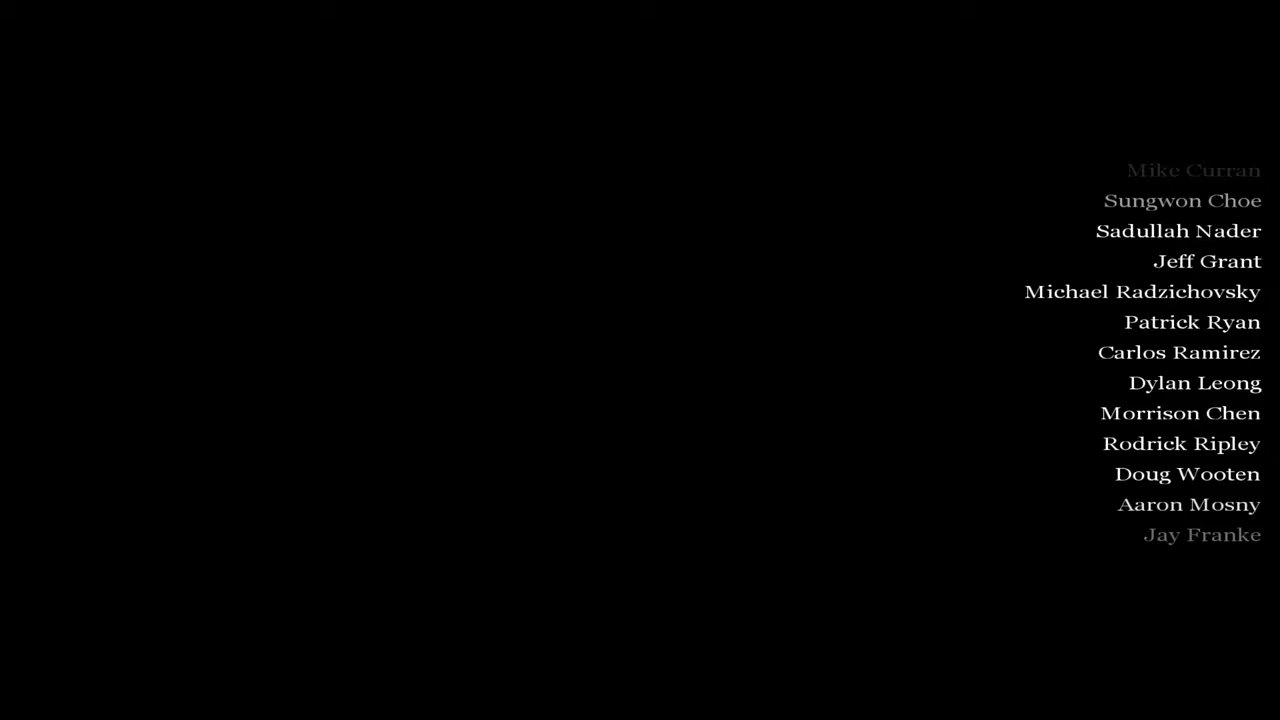 Mike Curran
Sungwon Choe
Sadullah Nader
Jeff Grant
Michael Radzichovsky
Patrick Ryan
Carlos Ramirez
Dylan Leong
Morrison Chen
Rodrick Ripley
Doug Wooten
Aaron Mosny
Jay Franke